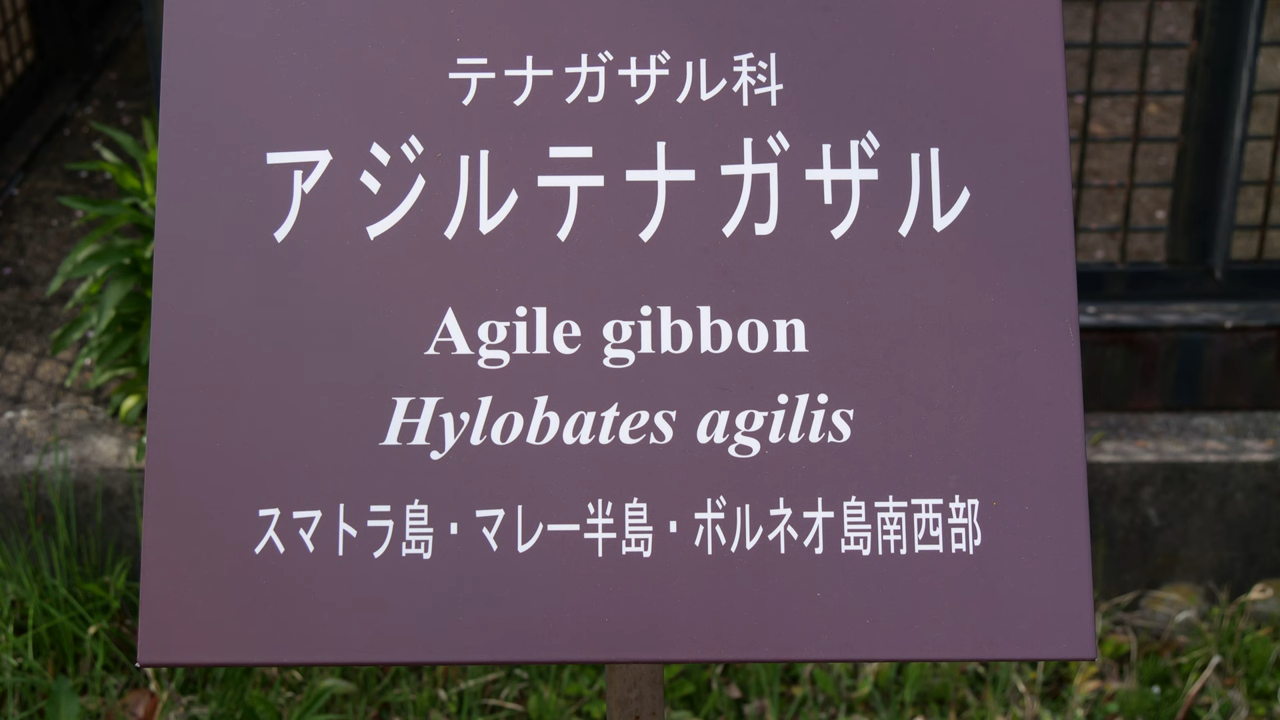 テナガザル科
アジルテナガザル
Agile gibbon
Hylobates agilis
スマトラ島・マレー半島・ボルネオ島南西部